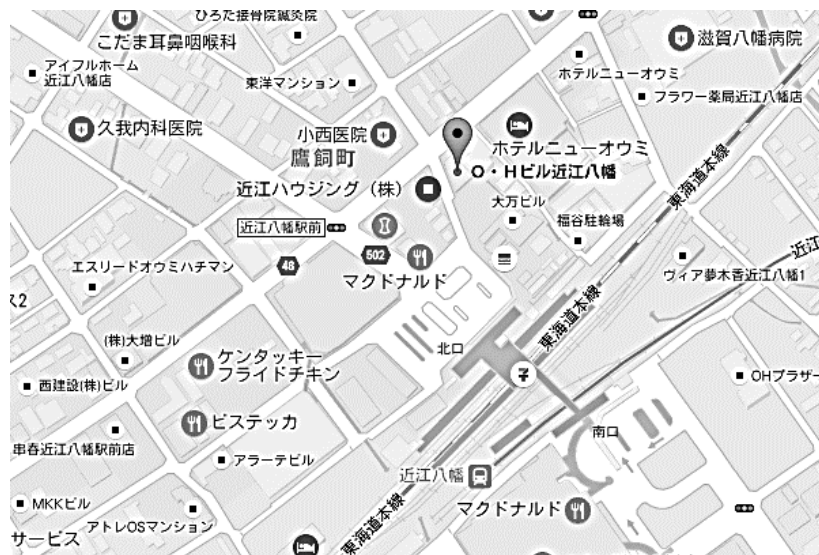 ひろた接骨院鍼灸院
こだま耳鼻咽喉科
滋賀八幡病院
アイフルホーム
近江八幡店
東洋マンション
ホテルニューオウミ
フラワー薬局近江八幡店
久我内科医院
小西医院
鷹飼町
ホテルニューオウミ
O・Hビル近江八幡
近江ハウジング(株)
東海道本線
大万ビル
近江八幡駅前
福谷駐輪場
近江
502
48
エスリードオウミハチマン
マクドナルド
ヴィア夢木香近江八幡1
ス2
東海道本線
(株)大増ビル
北口
ケンタッキー
フライドチキン
西建設(株)ビル
OHプラザー
ビステッカ
南口
串春近江八幡駅前店
アラーテビル
近江八幡
MKKビル
アトレOSマンション
マクドナルド
サービス
東海道本線